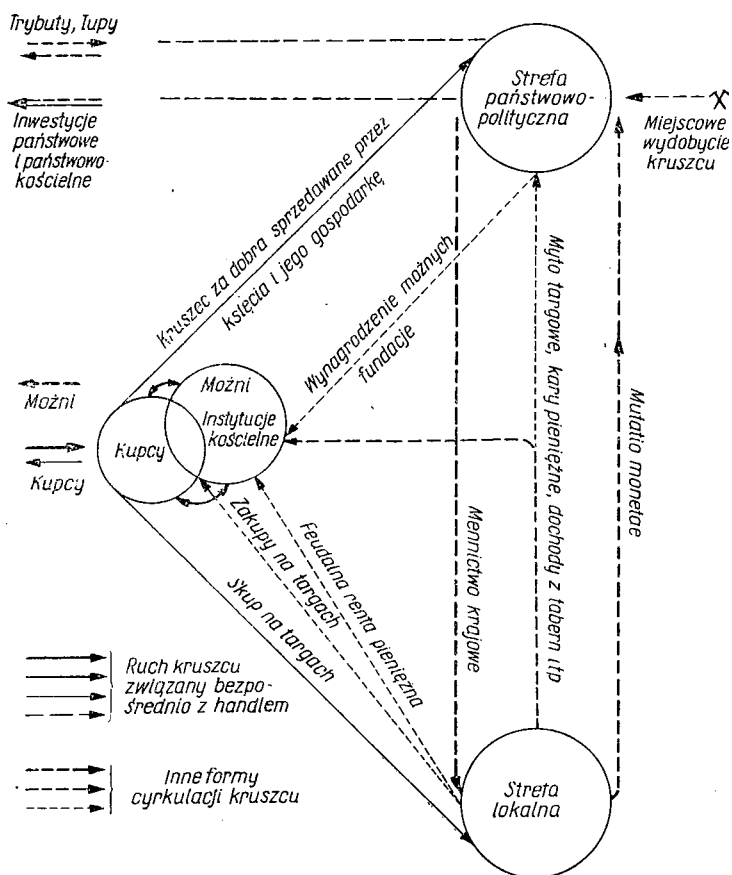 Trybuty, łupy
Strefa
państwowo-
polityczna
Inwestycje
państwowe
i państwowo-
kościelne
Miejscowe
wydobycie
kruszcu
Kruszec za dobra sprzedawane przez
księcia i jego gospodarkę
Wynagrodzenie możnych
fundacje
Myto targowe, kary pieniężne, dochody z tabern itp
Mutatio monetae
Możni
Możni
Instytucje
kościelne
Kupcy
Kupcy
Zakupy na
targach
Feudalna renta pieniężna
Mennictwo krajowe
Skup na targach
Ruch kruszcu
związany bezpo-
średnio z handlem
Inne formy
cyrkulacji kruszcu
Strefa
lokalna